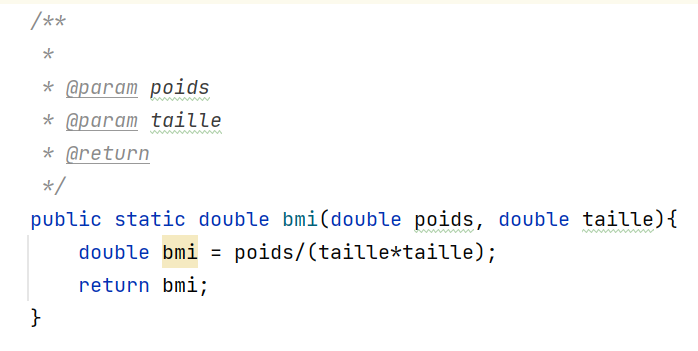 /**
 *
 * @param poids
 * @param taille
 * @return
 */
public static double bmi(double poids, double taille){
    double bmi = poids/(taille*taille);
    return bmi;
}